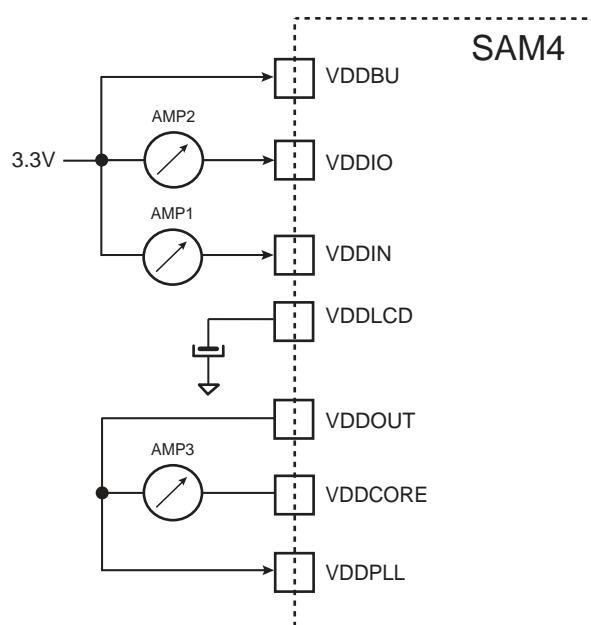 SAM4
VDDBU
AMP2
3.3V
VDDIO
AMP1
VDDIN
VDDLCD
VDDOUT
AMP3
VDDCORE
VDDPLL